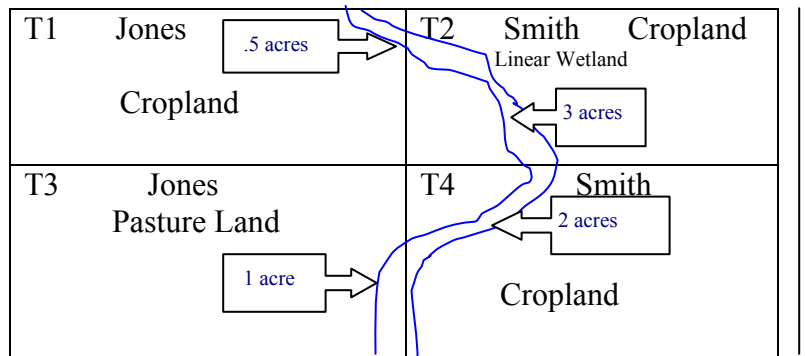 T1 Jones
.5 acres
Cropland
T2 Smith Cropland
Linear Wetland
3 acres
T3 Jones
Pasture Land
1 acre
T4 Smith
2 acres
Cropland